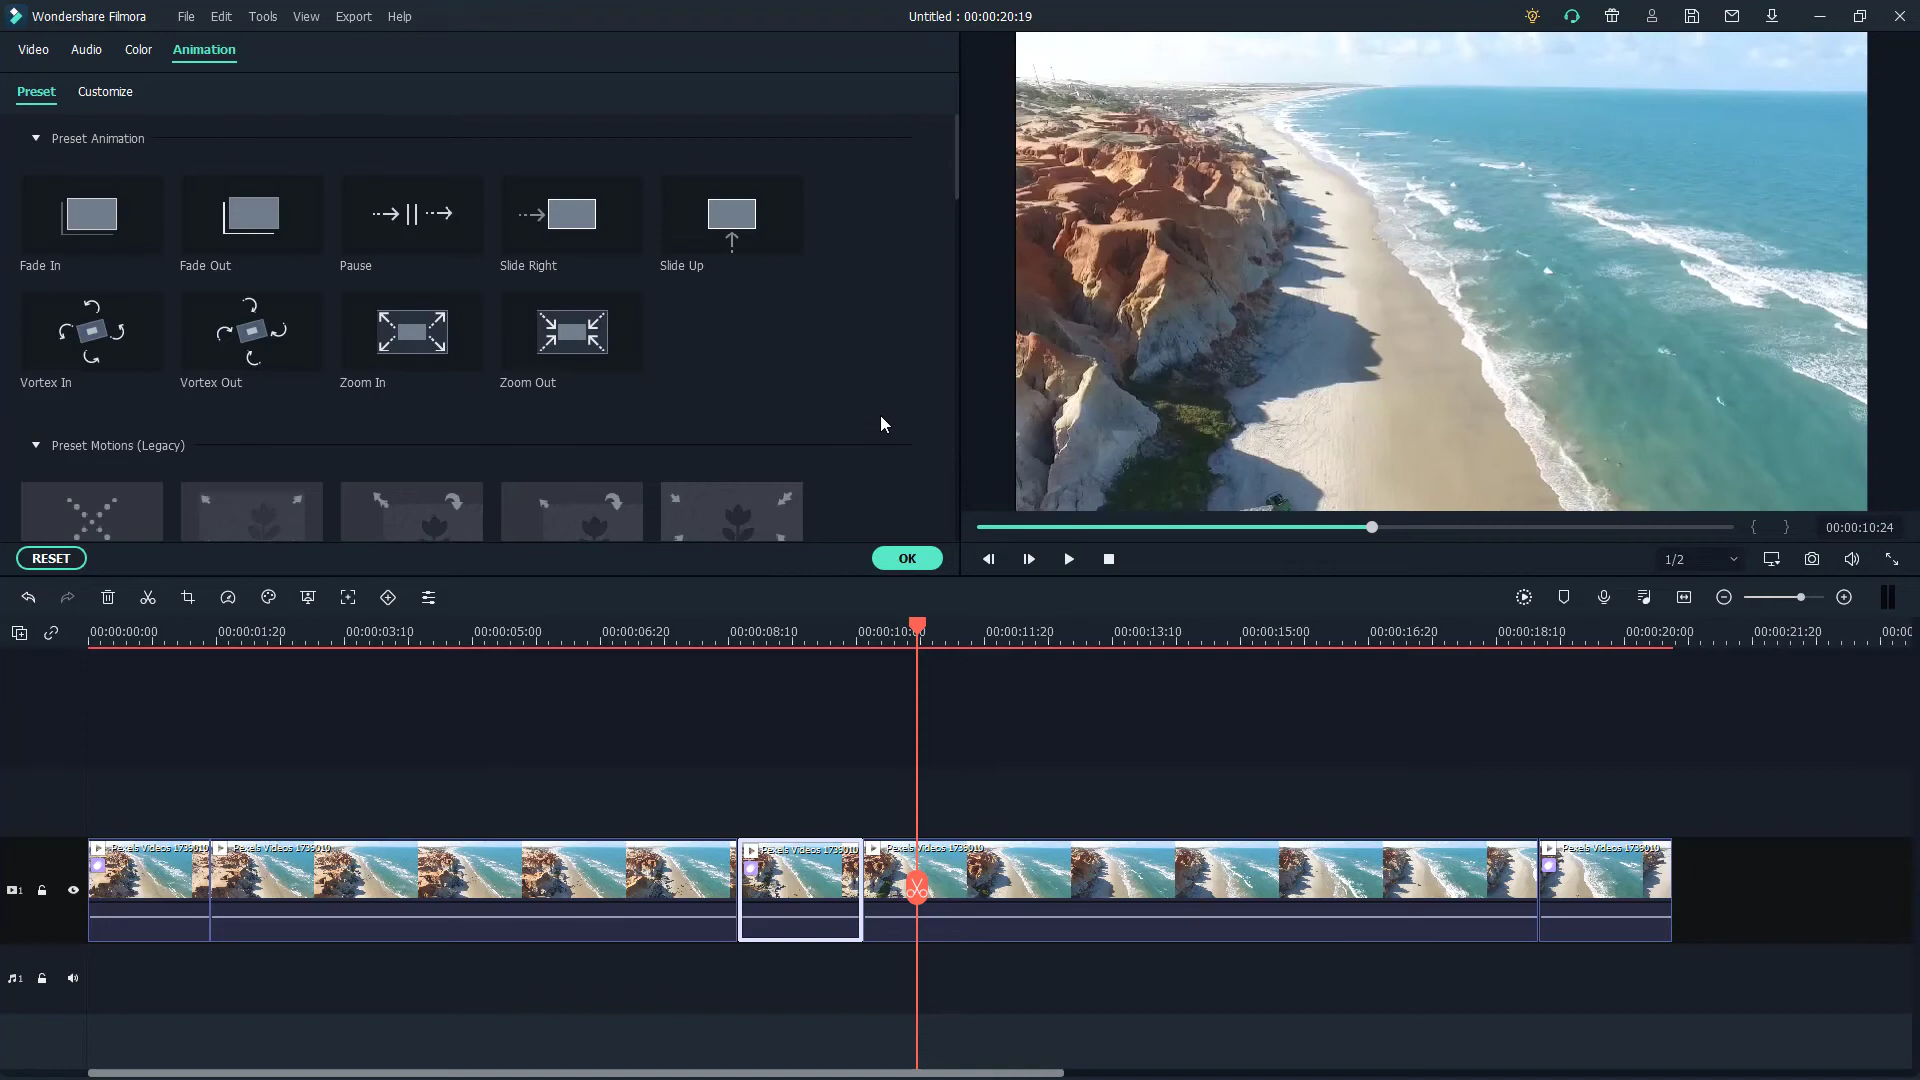 Wondershare Filmora File Edit Tools View Export Help Untitled : 00:00:20:19
Video Audio Color Animation
Preset Customize
Preset Animation
Fade In Fade Out Pause Slide Right Slide Up
Vortex In Vortex Out Zoom In Zoom Out
Preset Motions (Legacy)
{ } 00:00:10:24
RESET OK 1/2
00:00:00:00 00:00:01:20 00:00:03:10 00:00:05:00 00:00:06:20 00:00:08:10 00:00:10:00 00:00:11:20 00:00:13:10 00:00:15:00 00:00:16:20 00:00:18:10 00:00:20:00 00:00:21:20 00:00
Pexels Videos 1739010 Pexels Videos 1739010 Pexels Videos 1739010 Pexels Videos 1739010 Pexels Videos 1739010
1
1